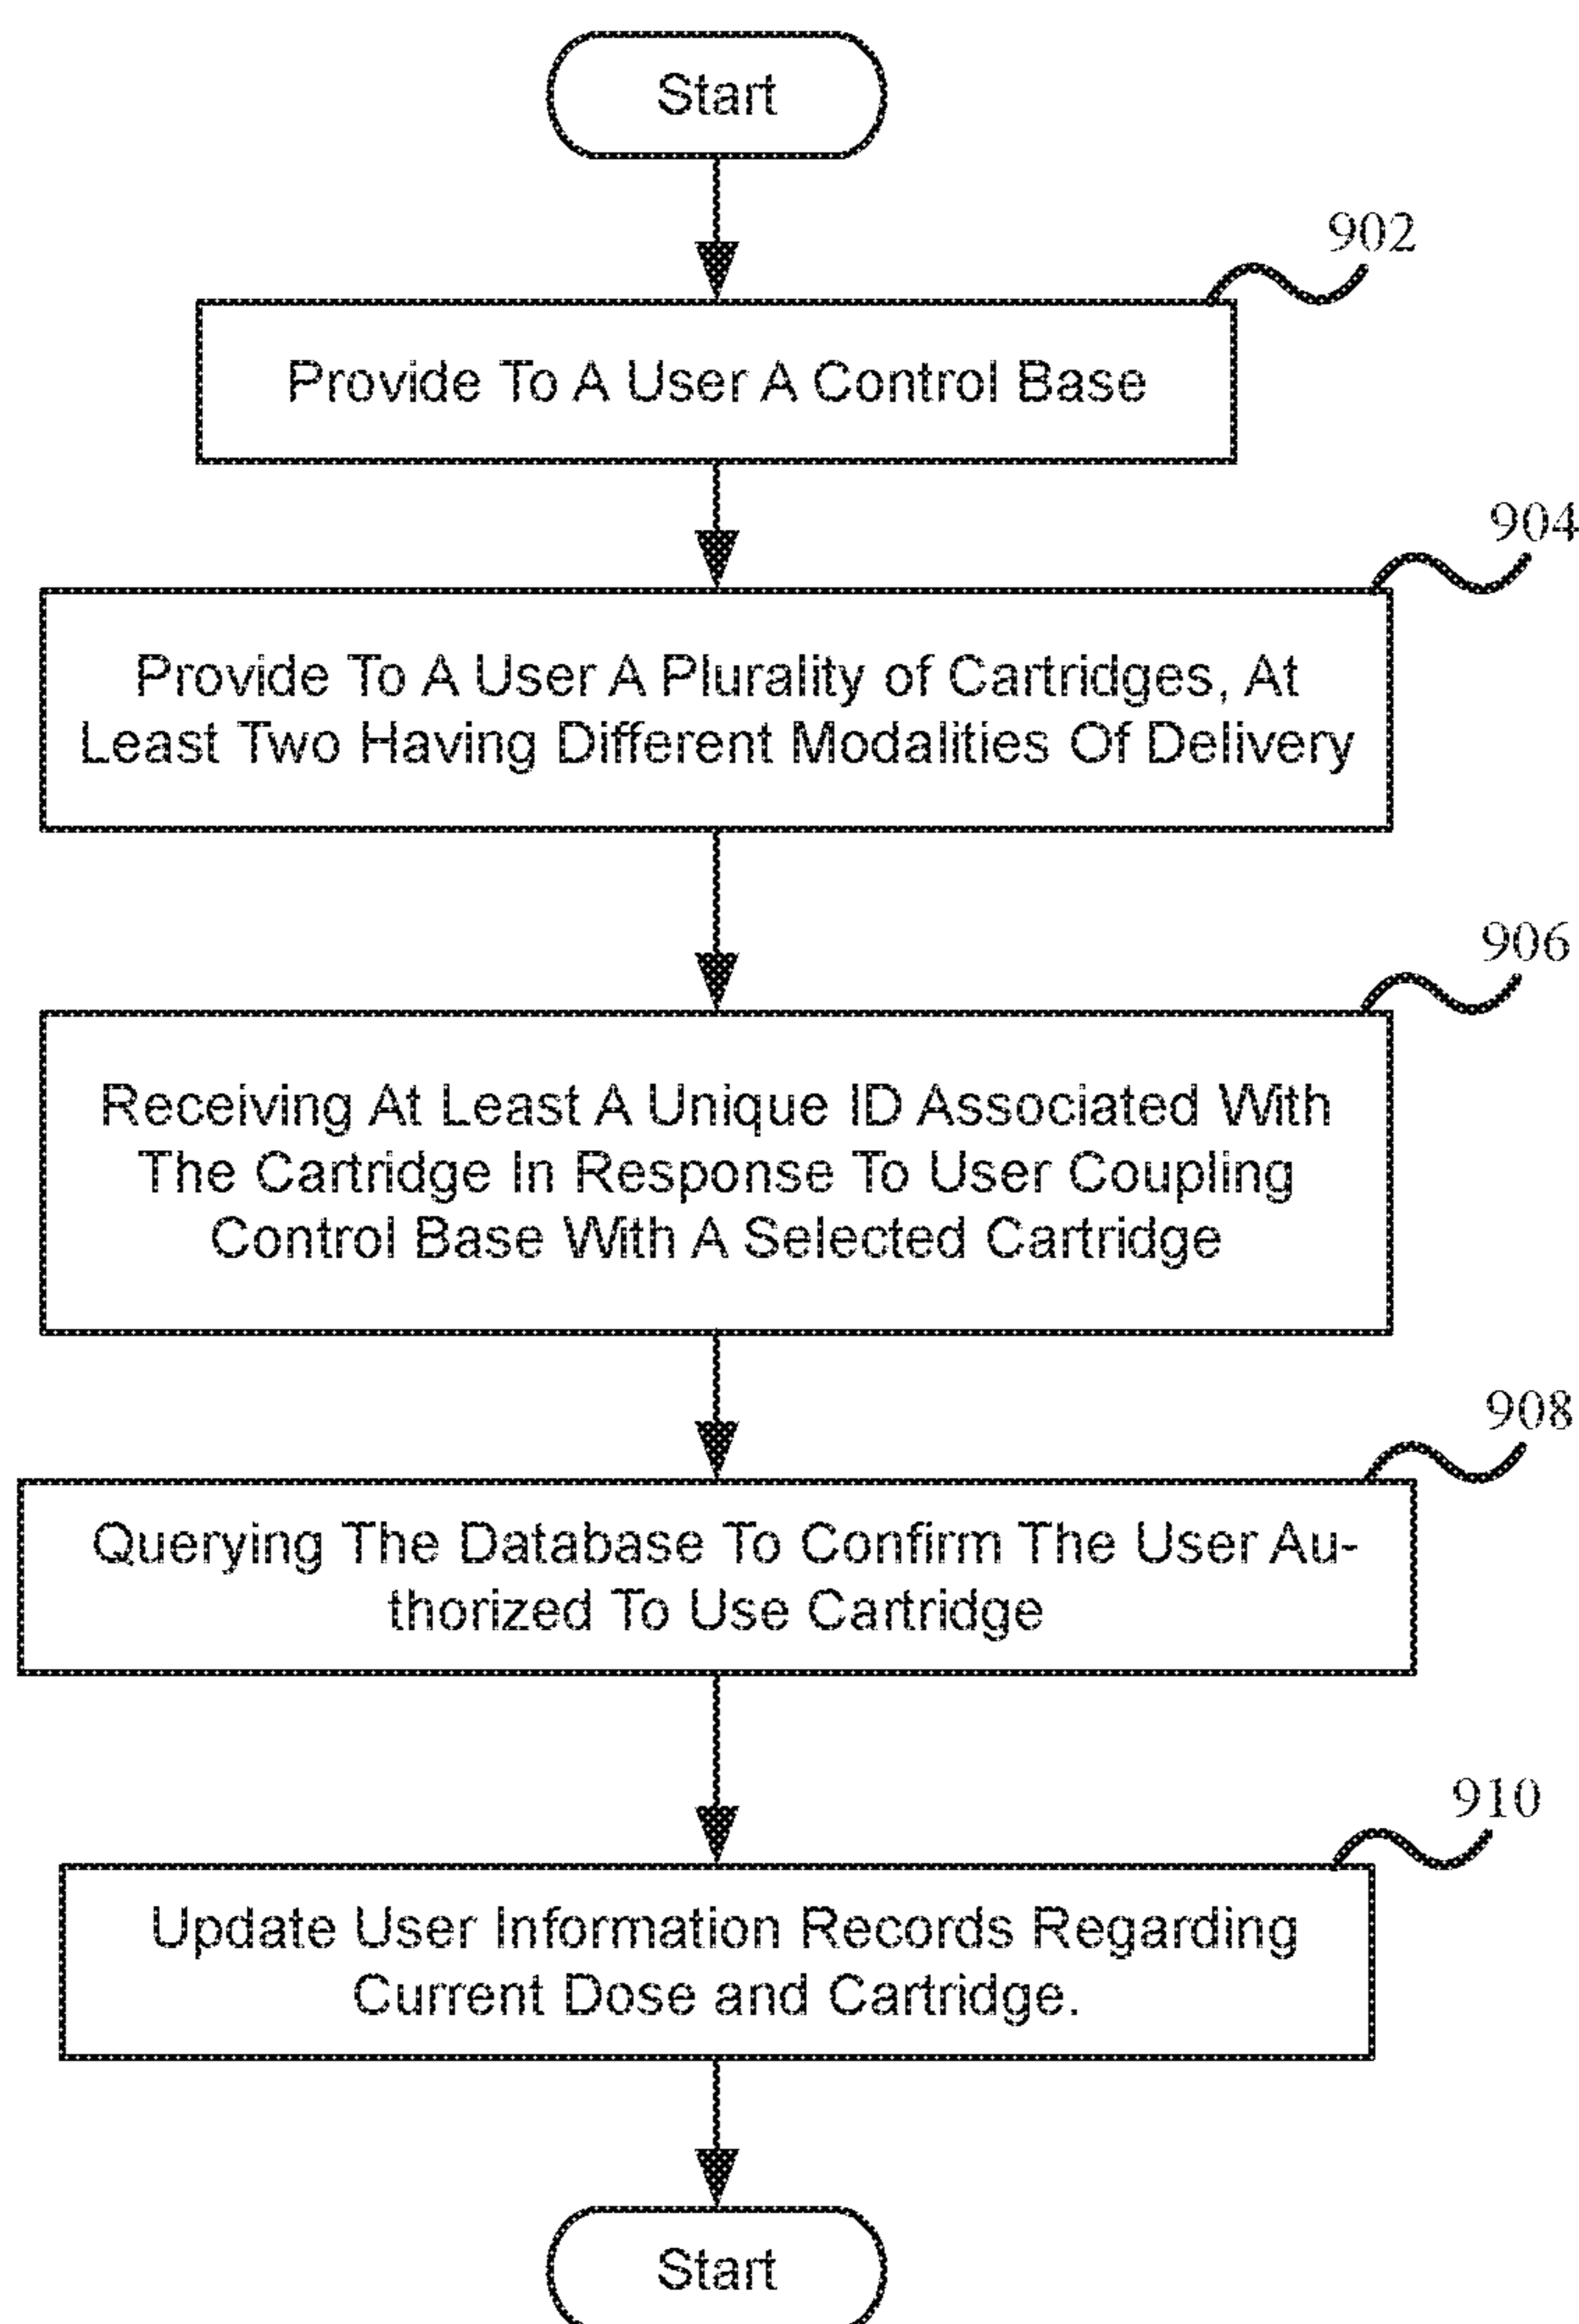 Start
902
Provide To A User A Control Base
904
Provide To A User A Plurality of Cartridges, At
Least Two Having Different Modalities Of Delivery
906
Receiving At Least A Unique ID Associated With
The Cartridge In Response To User Coupling
Control Base With A Selected Cartridge
908
Querying The Database To Confirm The User Au-
thorized To Use Cartridge
910
Update User Information Records Regarding
Current Dose and Cartridge.
Start